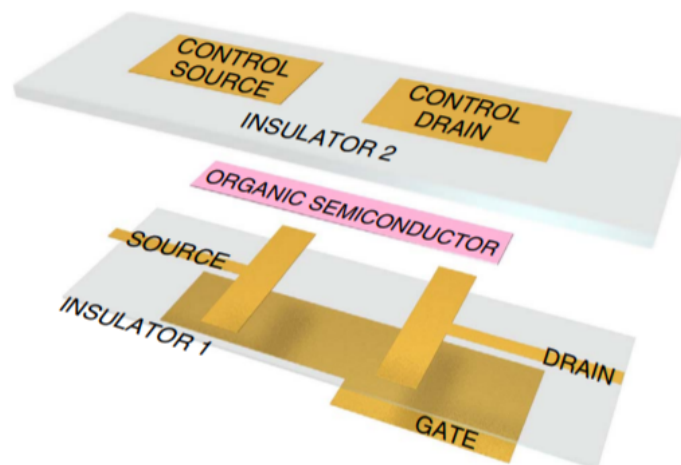 CONTROL
SOURCE
CONTROL
DRAIN
INSULATOR 2
ORGANIC SEMICONDUCTOR
SOURCE
INSULATOR 1
DRAIN
GATE